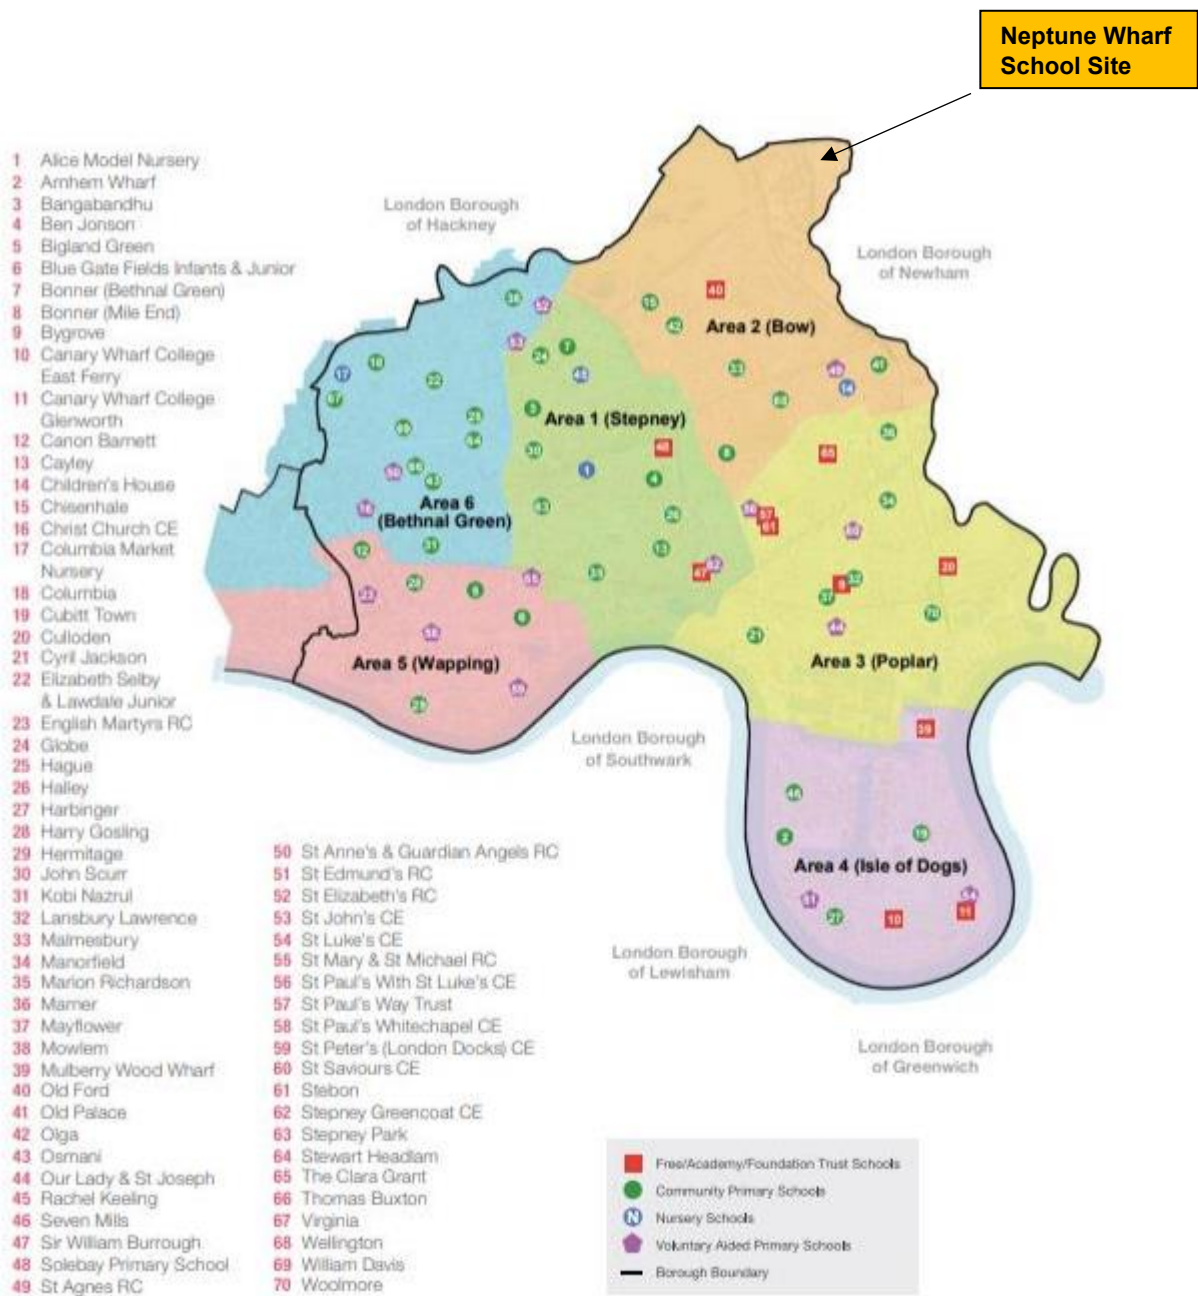 Neptune Wharf
School Site
1 Alice Model Nursery
2 Arnhem Wharf
3 Bangabandhu
4 Ben Jonson
5 Bigland Green
6 Blue Gate Fields Infants & Junior
7 Bonner (Bethnal Green)
8 Bonner (Mile End)
9 Bygrove
10 Canary Wharf College
East Ferry
11 Canary Wharf College
Glenworth
12 Canon Barnett
13 Cayley
14 Children's House
15 Chisenhale
16 Christ Church CE
17 Columbia Market
Nursery
18 Columbia
19 Cubitt Town
20 Culloden
21 Cyril Jackson
22 Elizabeth Selby
& Lawdale Junior
23 English Martyrs RC
24 Globe
25 Hague
26 Halley
27 Harbinger
28 Harry Gosling
29 Hermitage
30 John Scurr
31 Kobi Nazrul
32 Lansbury Lawrence
33 Malmesbury
34 Manorfield
35 Marion Richardson
36 Marner
37 Mayflower
38 Mowlem
39 Mulberry Wood Wharf
40 Old Ford
41 Old Palace
42 Olga
43 Osmani
44 Our Lady & St Joseph
45 Rachel Keeling
46 Seven Mills
47 Sir William Burrough
48 Solebay Primary School
49 St Agnes RC
50 St Anne's & Guardian Angels RC
51 St Edmund's RC
52 St Elizabeth's RC
53 St John's CE
54 St Luke's CE
55 St Mary & St Michael RC
56 St Paul's With St Luke's CE
57 St Paul's Way Trust
58 St Paul's Whitechapel CE
59 St Peter's (London Docks) CE
60 St Saviours CE
61 Stebon
62 Stepney Greencoat CE
63 Stepney Park
64 Stewart Headlam
65 The Clara Grant
66 Thomas Buxton
67 Virginia
68 Wellington
69 William Davis
70 Woolmore
London Borough
of Hackney
London Borough
of Newham
Area 2 (Bow)
Area 1 (Stepney)
Area 6
(Bethnal Green)
Area 5 (Wapping)
Area 3 (Poplar)
London Borough
of Southwark
Area 4 (Isle of Dogs)
London Borough
of Lewisham
London Borough
of Greenwich
Free/Academy/Foundation Trust Schools
Community Primary Schools
N Nursery Schools
Voluntary Aided Primary Schools
Borough Boundary